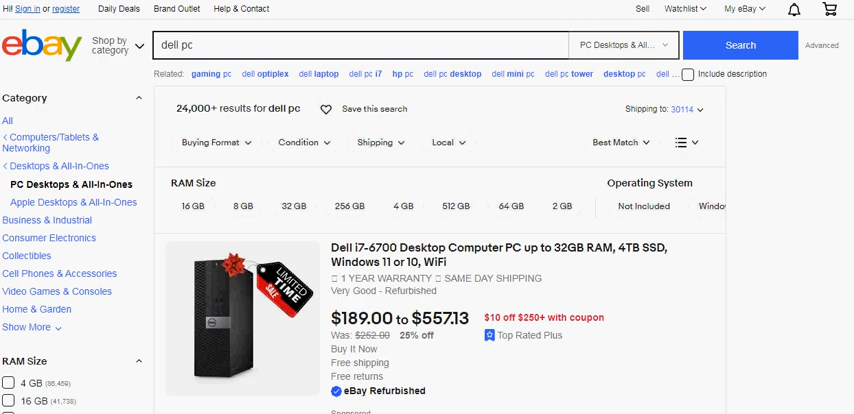 Hi! Sign in or register Daily Deals Brand Outlet Help & Contact Sell Watchlist My eBay
ebay Shop by category dell pc PC Desktops & All-In... Search Advanced
Related: gaming pc dell optiplex dell laptop dell pc i7 hp pc dell pc desktop dell mini pc dell pc tower desktop pc dell ... Include description
Category
All
Computers/Tablets & Networking
Desktops & All-In-Ones
PC Desktops & All-In-Ones
Apple Desktops & All-In-Ones
Business & Industrial
Consumer Electronics
Collectibles
Cell Phones & Accessories
Video Games & Consoles
Home & Garden
Show More
RAM Size
4 GB (86,459)
16 GB (41,738)
24,000+ results for dell pc Save this search Shipping to: 30114
Buying Format Condition Shipping Local Best Match
RAM Size Operating System
16 GB 8 GB 32 GB 256 GB 4 GB 512 GB 64 GB 2 GB Not Included Windo
LIMITED
TIME
SALE
DELL
Dell i7-6700 Desktop Computer PC up to 32GB RAM, 4TB SSD,
Windows 11 or 10, WiFi
1 YEAR WARRANTY SAME DAY SHIPPING
Very Good - Refurbished
$189.00 to $557.13 $10 off $250+ with coupon
Was: $252.00 25% off Top Rated Plus
Buy It Now
Free shipping
Free returns
eBay Refurbished
Sponsored